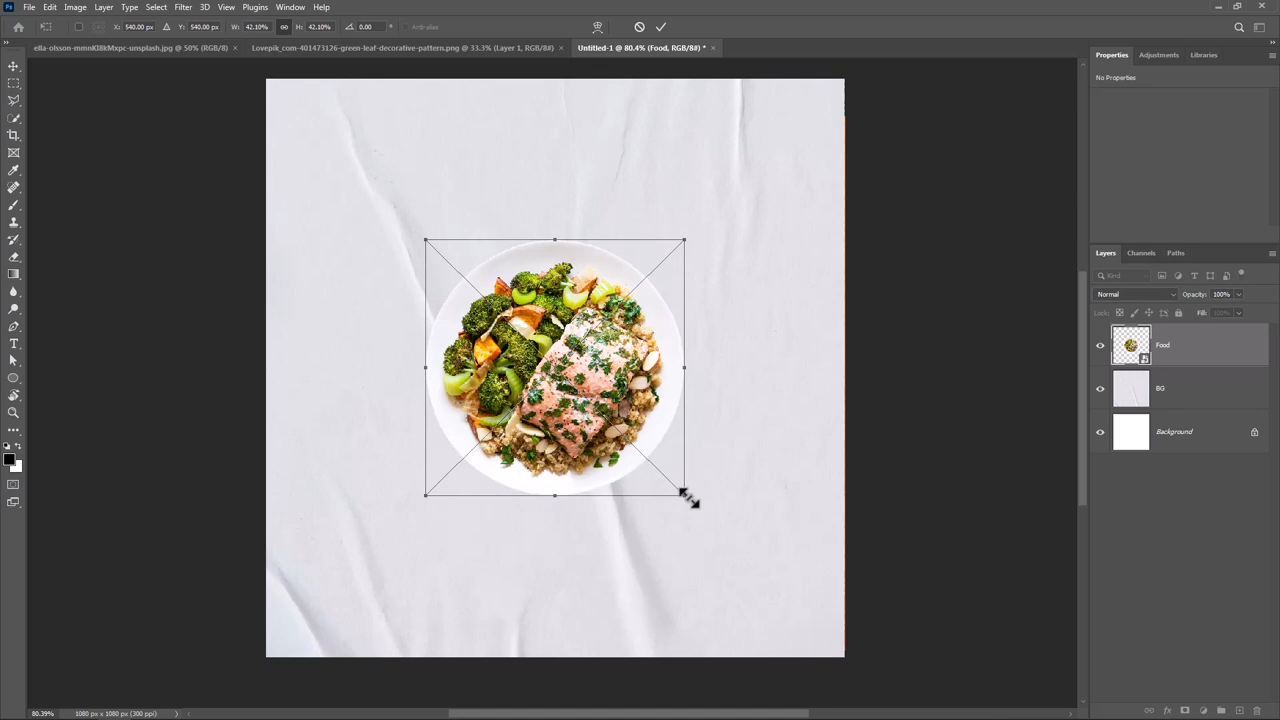 Ps File Edit Image Layer Type Select Filter 3D View Plugins Window Help
X: 540.00 px Y: 540.00 px W: 42.10% H: 42.10% 0.00 ° Anti-alias
ella-olsson-mmnKI8kMxpc-unsplash.jpg @ 50% (RGB/8) × Lovepik_com-401473126-green-leaf-decorative-pattern.png @ 33.3% (Layer 1, RGB/8#) × Untitled-1 @ 80.4% (Food, RGB/8#) * ×
Properties Adjustments Libraries
No Properties
Layers Channels Paths
Kind
Normal Opacity: 100%
Lock: Fill: 100%
Food
BG
Background
80.39% 1080 px x 1080 px (300 ppi)